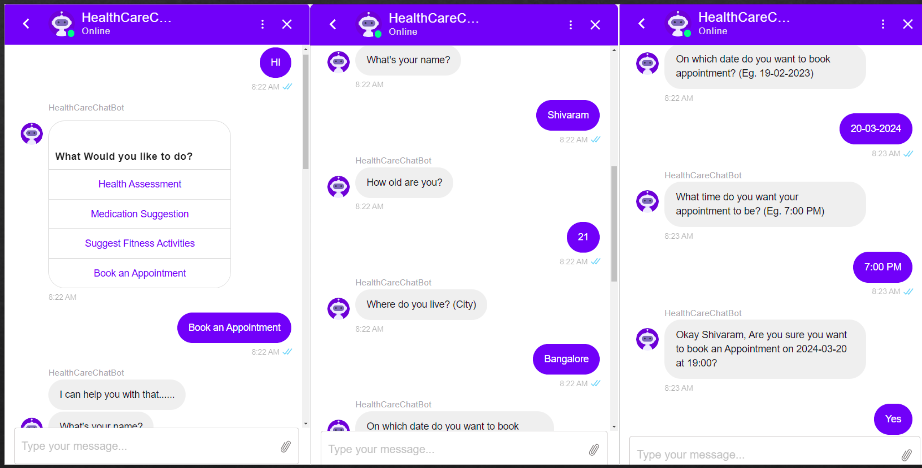 HealthCareC...
Online
HI
8:22 AM
HealthCareChatBot
What Would you like to do?
Health Assessment
Medication Suggestion
Suggest Fitness Activities
Book an Appointment
8:22 AM
Book an Appointment
8:22 AM
HealthCareChatBot
I can help you with that......
What's your name?
Type your message...
HealthCareC...
Online
What's your name?
8:22 AM
Shivaram
8:22 AM
HealthCareChatBot
How old are you?
8:22 AM
21
8:22 AM
HealthCareChatBot
Where do you live? (City)
8:22 AM
Bangalore
8:22 AM
HealthCareChatBot
On which date do you want to book
Type your message...
HealthCareC...
Online
On which date do you want to book
appointment? (Eg. 19-02-2023)
8:22 AM
20-03-2024
8:23 AM
HealthCareChatBot
What time do you want your
appointment to be? (Eg. 7:00 PM)
8:23 AM
7:00 PM
8:23 AM
HealthCareChatBot
Okay Shivaram, Are you sure you want
to book an Appointment on 2024-03-20
at 19:00?
8:23 AM
Yes
Type your message...